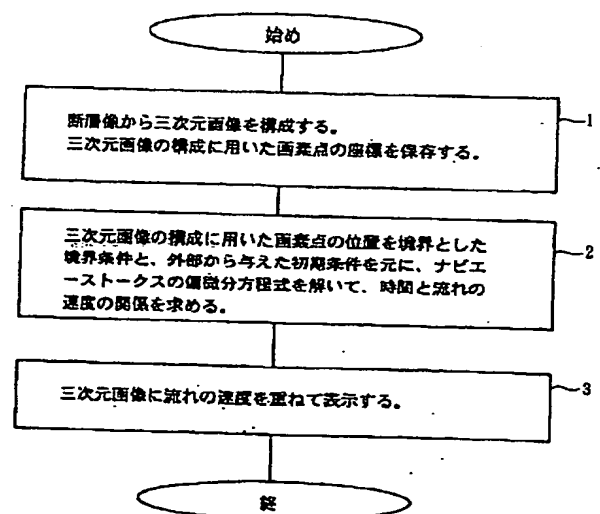 始め
断層像から三次元画像を構成する。
三次元画像の構成に用いた画素点の座標を保存する。
1
三次元画像の構成に用いた画素点の位置を境界とした
境界条件と、外部から与えた初期条件を元に、ナビエ
ーストークスの偏微分方程式を解いて、時間と流れの
速度の関係を求める。
2
三次元画像に流れの速度を重ねて表示する。
3
終